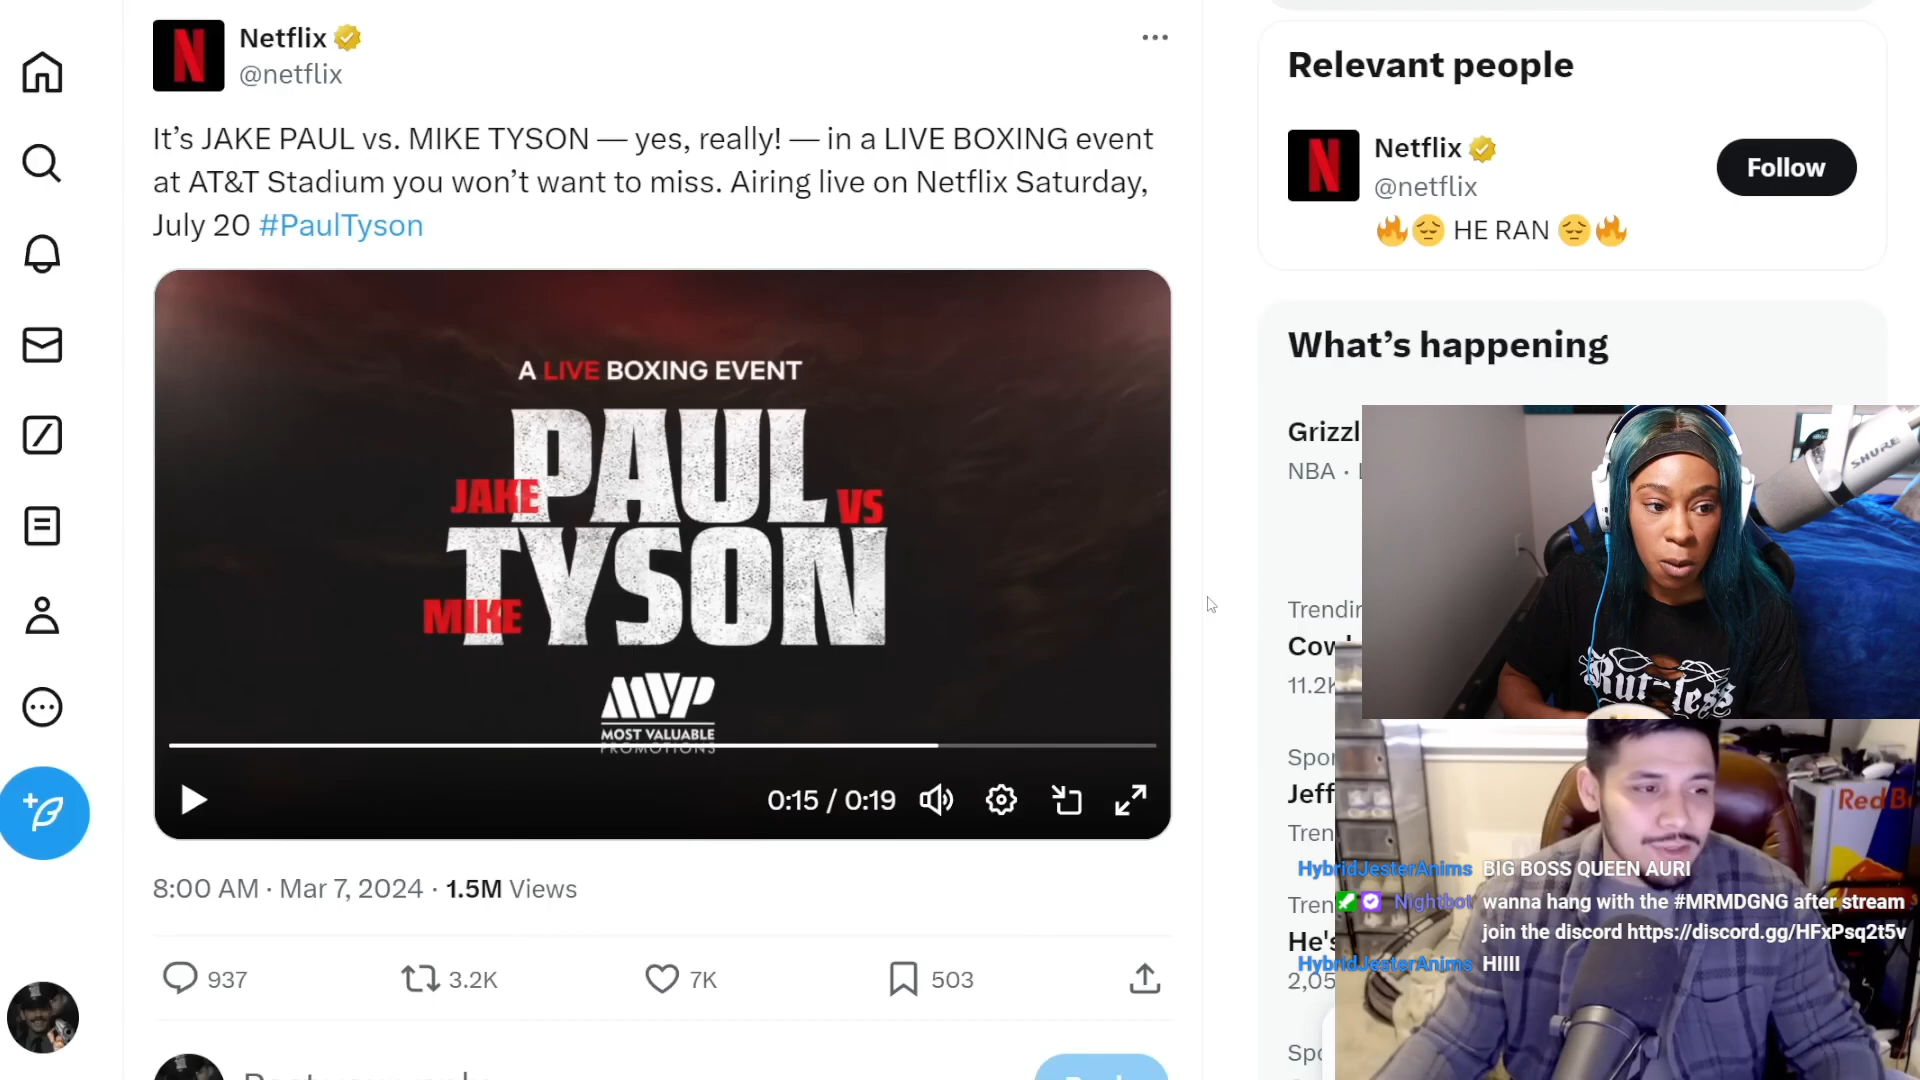 Netflix
@netflix
It’s JAKE PAUL vs. MIKE TYSON — yes, really! — in a LIVE BOXING event
at AT&T Stadium you won’t want to miss. Airing live on Netflix Saturday,
July 20 #PaulTyson
A LIVE BOXING EVENT
JAKE PAUL VS
MIKE TYSON
MVP
MOST VALUABLE
PROMOTIONS
0:15 / 0:19
8:00 AM · Mar 7, 2024 · 1.5M Views
937
3.2K
7K
503
Relevant people
Netflix
@netflix
Follow
🔥😔 HE RAN 😔🔥
What’s happening
Grizzl
NBA ·
Trendin
Cow
11.2K
Spor
Jeff
Tren
Tren
He's
2,05
Spo
SHURE
Ruthless
Red B
HybridJesterAnims BIG BOSS QUEEN AURI
Nightbot wanna hang with the #MRMDGNG after stream
join the discord https://discord.gg/HFxPsq2t5v
HybridJesterAnims HIIII